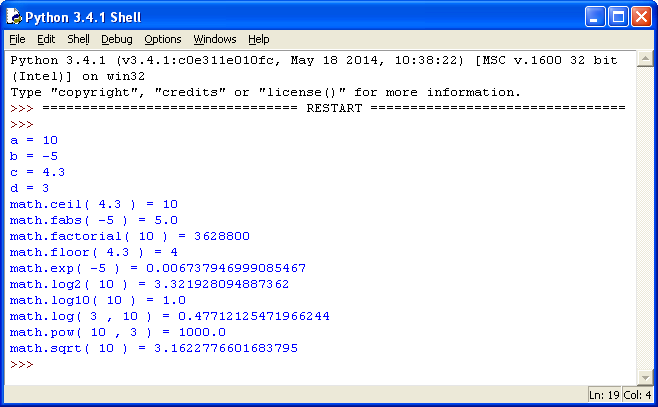 Python 3.4.1 Shell
File Edit Shell Debug Options Windows Help
Python 3.4.1 (v3.4.1:c0e311e010fc, May 18 2014, 10:38:22) [MSC v.1600 32 bit
(Intel)] on win32
Type "copyright", "credits" or "license()" for more information.
>>> ================================ RESTART ================================
>>>
a = 10
b = -5
c = 4.3
d = 3
math.ceil( 4.3 ) = 10
math.fabs( -5 ) = 5.0
math.factorial( 10 ) = 3628800
math.floor( 4.3 ) = 4
math.exp( -5 ) = 0.006737946999085467
math.log2( 10 ) = 3.321928094887362
math.log10( 10 ) = 1.0
math.log( 3 , 10 ) = 0.47712125471966244
math.pow( 10 , 3 ) = 1000.0
math.sqrt( 10 ) = 3.1622776601683795
>>>
Ln: 19 Col: 4